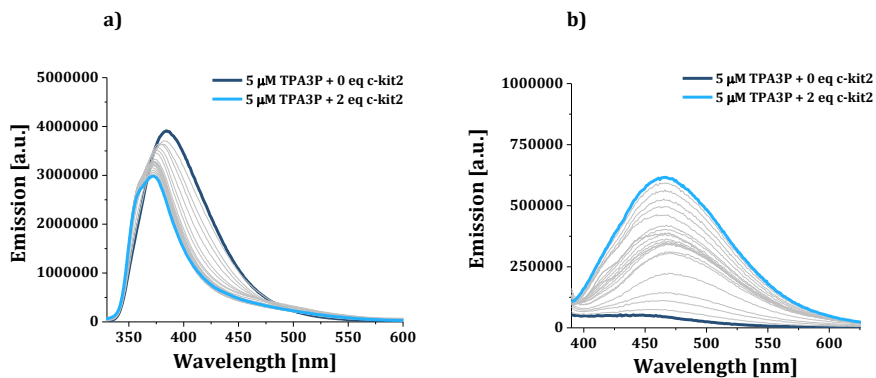 a)
5 μM TPA3P + 0 eq c-kit2
5 μM TPA3P + 2 eq c-kit2
Emission [a.u.]
5000000
4000000
3000000
2000000
1000000
0
350
400
450
500
550
600
Wavelength [nm]
b)
5 μM TPA3P + 0 eq c-kit2
5 μM TPA3P + 2 eq c-kit2
Emission [a.u.]
1000000
750000
500000
250000
0
400
450
500
550
600
Wavelength [nm]